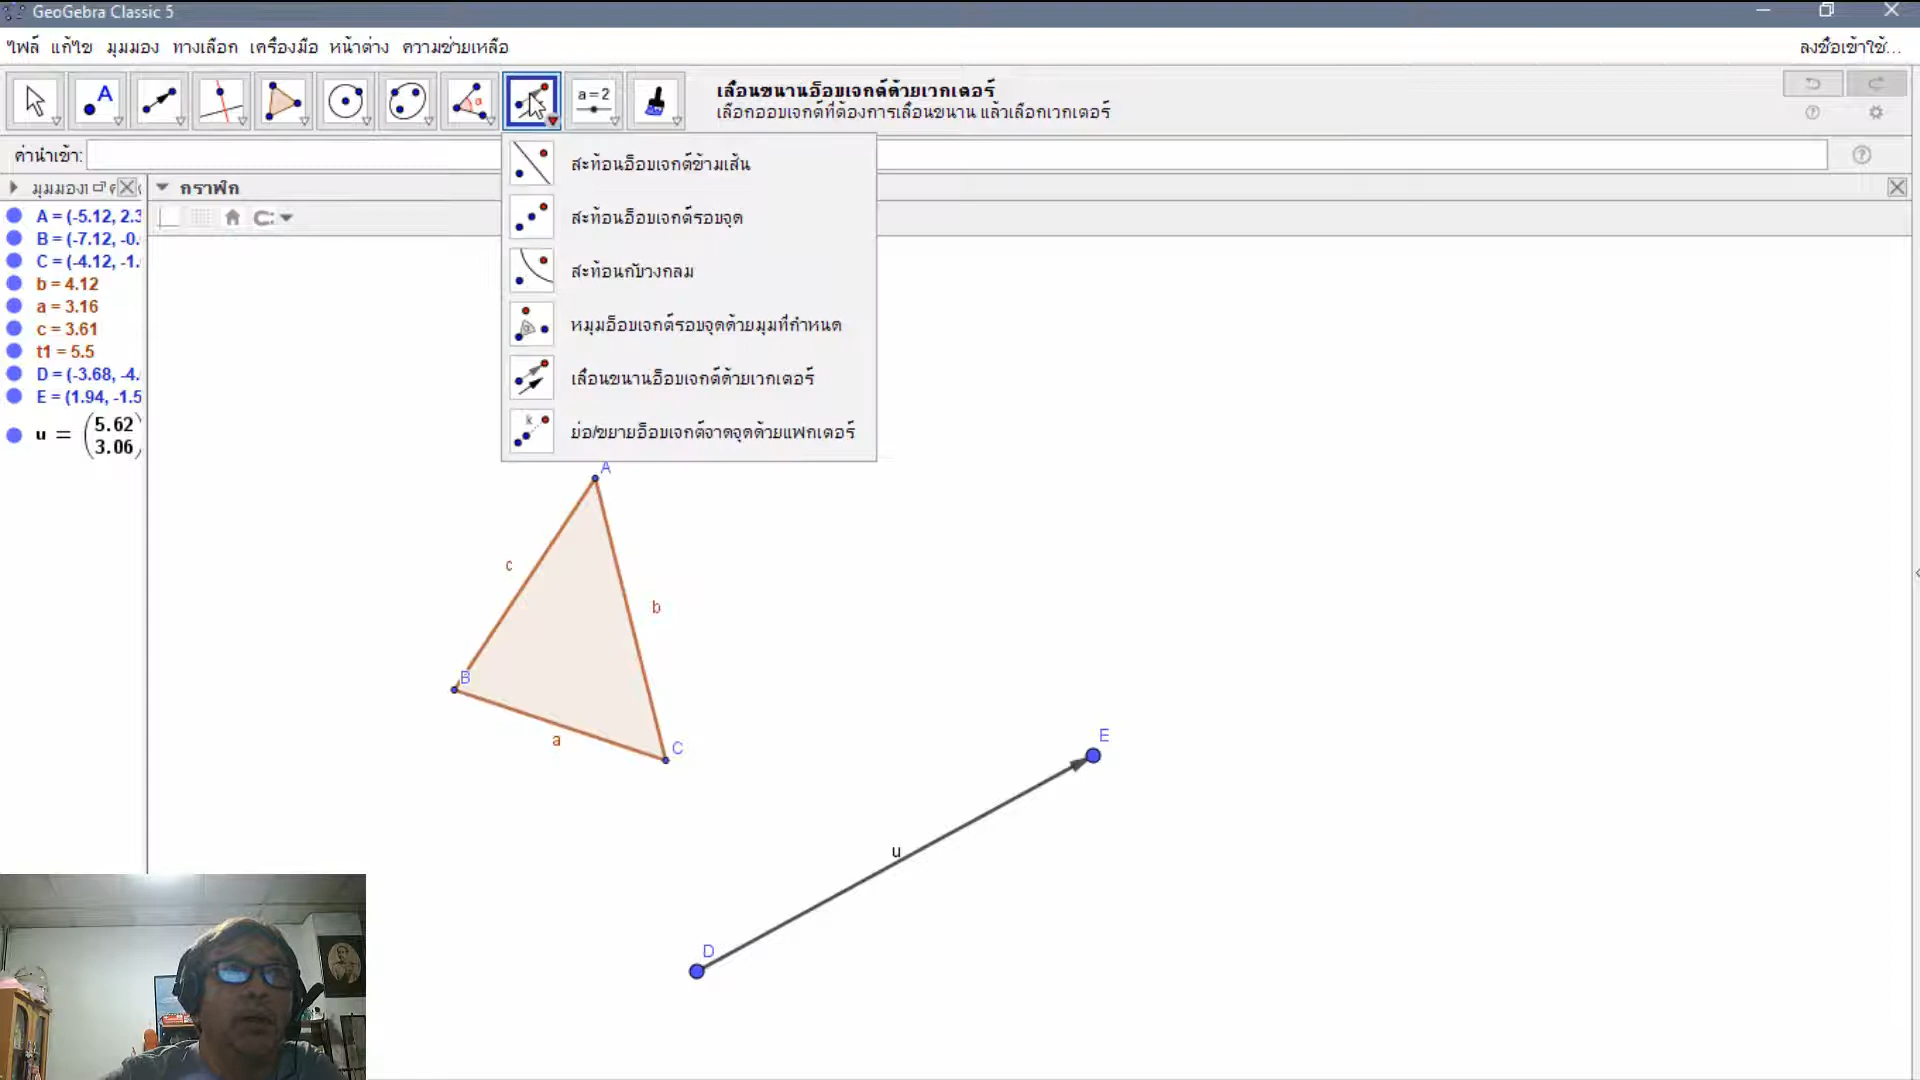 GeoGebra Classic 5
ไฟล์ แก้ไข มุมมอง ทางเลือก เครื่องมือ หน้าต่าง ความช่วยเหลือ
ลงชื่อเข้าใช้...
A
α
a=2
เลื่อนขนานอ็อบเจกต์ด้วยเวกเตอร์
เลือกออบเจกต์ที่ต้องการเลื่อนขนาน แล้วเลือกเวกเตอร์
ค่านำเข้า:
มุมมอง
กราฟิก
สะท้อนอ็อบเจกต์ข้ามเส้น
สะท้อนอ็อบเจกต์รอบจุด
สะท้อนกับวงกลม
หมุมอ็อบเจกต์รอบจุดด้วยมุมที่กำหนด
เลื่อนขนานอ็อบเจกต์ด้วยเวกเตอร์
k
ย่อ/ขยายอ็อบเจกต์จาดจุดด้วยแฟกเตอร์
A = (-5.12, 2.3
B = (-7.12, -0.
C = (-4.12, -1.
b = 4.12
a = 3.16
c = 3.61
t1 = 5.5
D = (-3.68, -4.
E = (1.94, -1.5
u = (5.62
3.06)
A
c
b
B
a
C
E
u
D